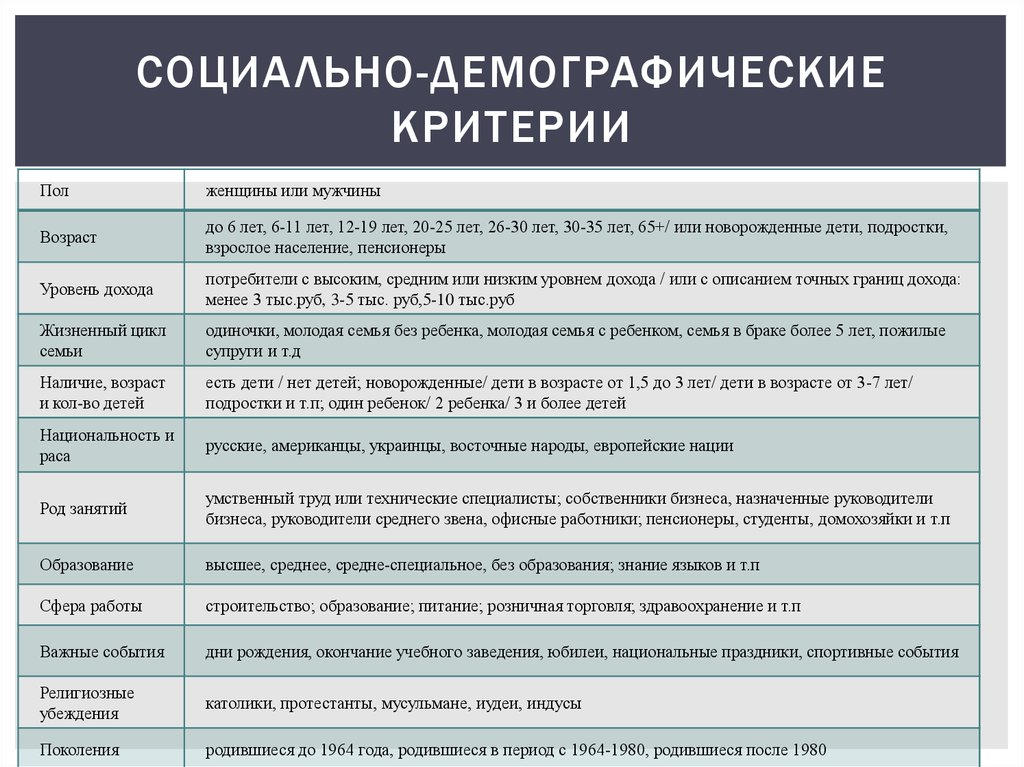 СОЦИАЛЬНО-ДЕМОГРАФИЧЕСКИЕ
КРИТЕРИИ
Пол
женщины или мужчины
Возраст
до 6 лет, 6-11 лет, 12-19 лет, 20-25 лет, 26-30 лет, 30-35 лет, 65+/ или новорожденные дети, подростки,
взрослое население, пенсионеры
Уровень дохода
потребители с высоким, средним или низким уровнем дохода / или с описанием точных границ дохода:
менее 3 тыс.руб, 3-5 тыс. руб,5-10 тыс.руб
Жизненный цикл
семьи
одиночки, молодая семья без ребенка, молодая семья с ребенком, семья в браке более 5 лет, пожилые
супруги и т.д
Наличие, возраст
и кол-во детей
есть дети / нет детей; новорожденные/ дети в возрасте от 1,5 до 3 лет/ дети в возрасте от 3-7 лет/
подростки и т.п; один ребенок/ 2 ребенка/ 3 и более детей
Национальность и
раса
русские, американцы, украинцы, восточные народы, европейские нации
Род занятий
умственный труд или технические специалисты; собственники бизнеса, назначенные руководители
бизнеса, руководители среднего звена, офисные работники; пенсионеры, студенты, домохозяйки и т.п
Образование
высшее, среднее, средне-специальное, без образования; знание языков и т.п
Сфера работы
строительство; образование; питание; розничная торговля; здравоохранение и т.п
Важные события
дни рождения, окончание учебного заведения, юбилеи, национальные праздники, спортивные события
Религиозные
убеждения
католики, протестанты, мусульмане, иудеи, индусы
Поколения
родившиеся до 1964 года, родившиеся в период с 1964-1980, родившиеся после 1980